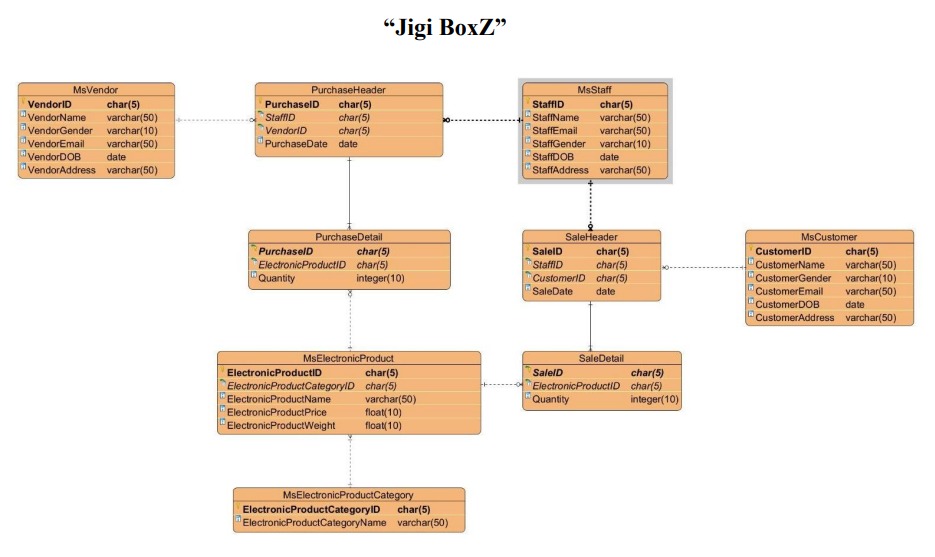 “Jigi BoxZ”
MsVendor
VendorID char(5)
VendorName varchar(50)
VendorGender varchar(10)
VendorEmail varchar(50)
VendorDOB date
VendorAddress varchar(50)
PurchaseHeader
PurchaseID char(5)
StaffID char(5)
VendorID char(5)
PurchaseDate date
MsStaff
StaffID char(5)
StaffName varchar(50)
StaffEmail varchar(50)
StaffGender varchar(10)
StaffDOB date
StaffAddress varchar(50)
PurchaseDetail
PurchaseID char(5)
ElectronicProductID char(5)
Quantity integer(10)
SaleHeader
SaleID char(5)
StaffID char(5)
CustomerID char(5)
SaleDate date
MsCustomer
CustomerID char(5)
CustomerName varchar(50)
CustomerGender varchar(10)
CustomerEmail varchar(50)
CustomerDOB date
CustomerAddress varchar(50)
MsElectronicProduct
ElectronicProductID char(5)
ElectronicProductCategoryID char(5)
ElectronicProductName varchar(50)
ElectronicProductPrice float(10)
ElectronicProductWeight float(10)
SaleDetail
SaleID char(5)
ElectronicProductID char(5)
Quantity integer(10)
MsElectronicProductCategory
ElectronicProductCategoryID char(5)
ElectronicProductCategoryName varchar(50)